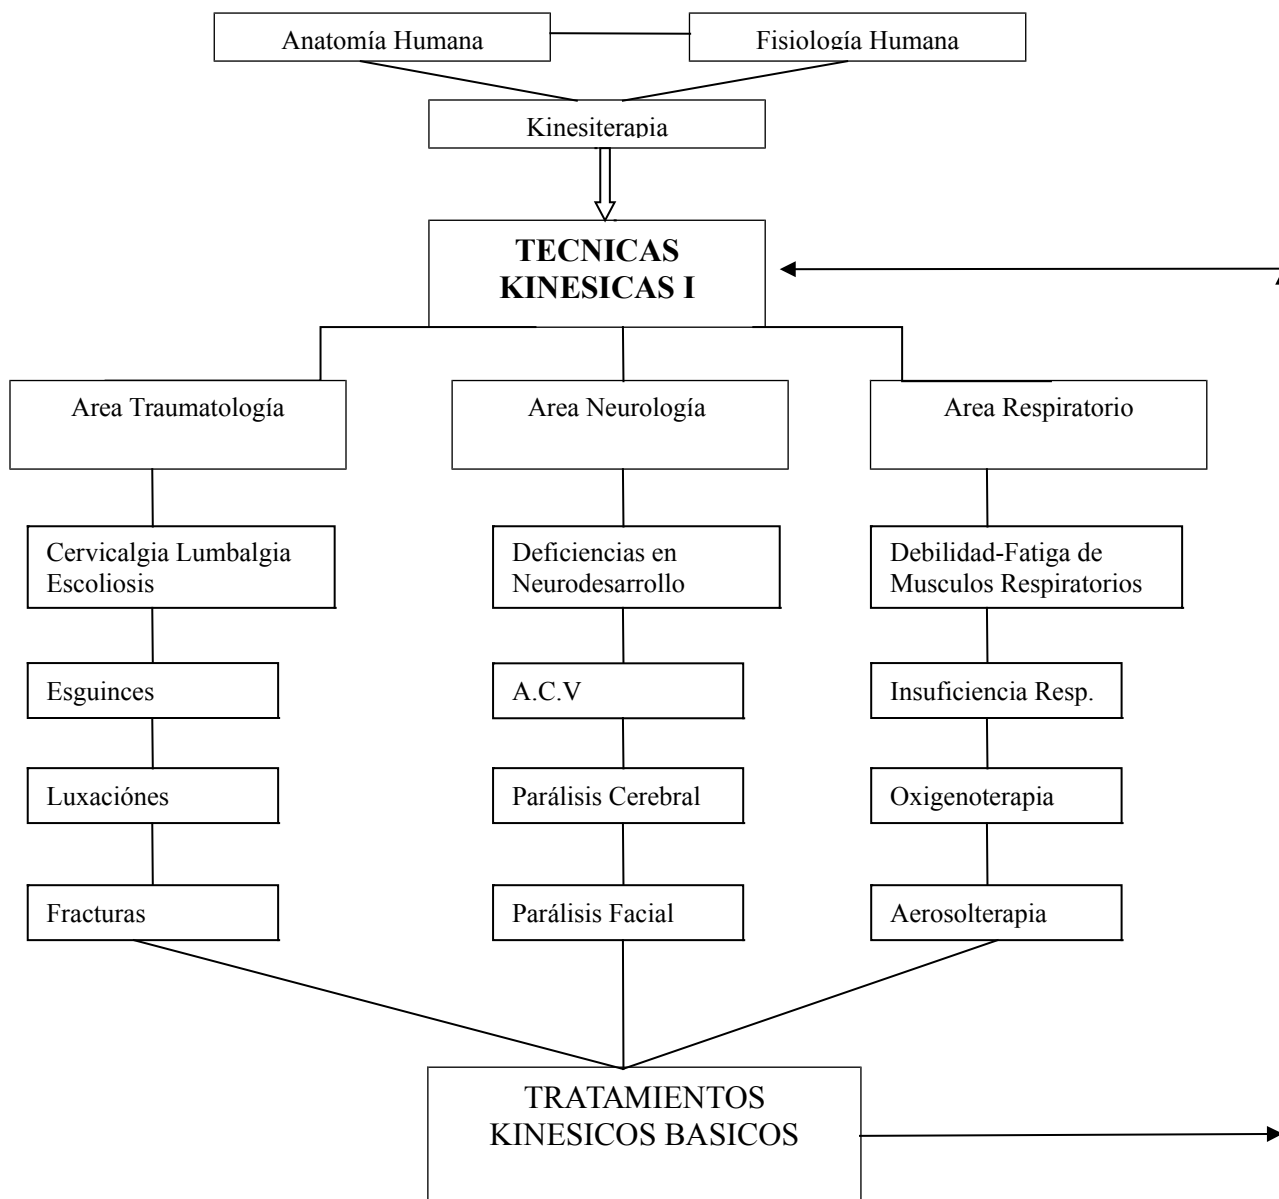 Anatomía Humana
Fisiología Humana
Kinesiterapia
TECNICAS
KINESICAS I
Area Traumatología
Area Neurología
Area Respiratorio
Cervicalgia Lumbalgia
Escoliosis
Deficiencias en
Neurodesarrollo
Debilidad-Fatiga de
Musculos Respiratorios
Esguinces
A.C.V
Insuficiencia Resp.
Luxaciónes
Parálisis Cerebral
Oxigenoterapia
Fracturas
Parálisis Facial
Aerosolterapia
TRATAMIENTOS
KINESICOS BASICOS